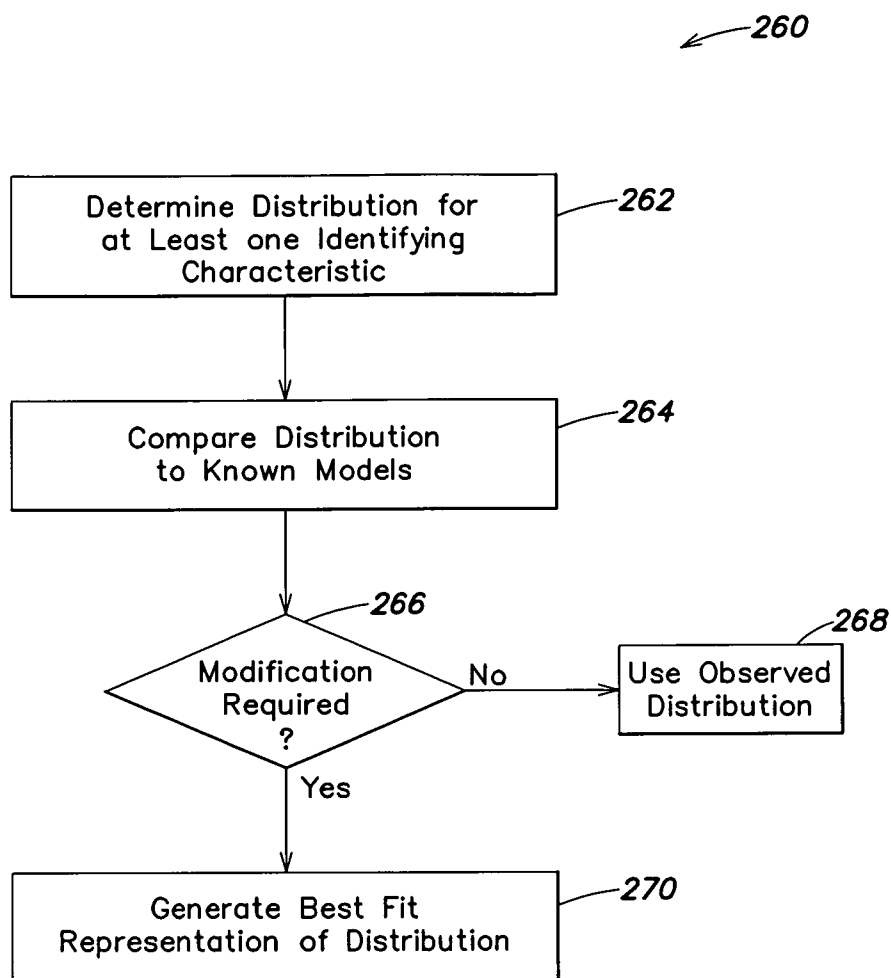 260
Determine Distribution for
at Least one Identifying
Characteristic
262
Compare Distribution
to Known Models
264
266
Modification
Required
?
No
268
Use Observed
Distribution
Yes
Generate Best Fit
Representation of Distribution
270